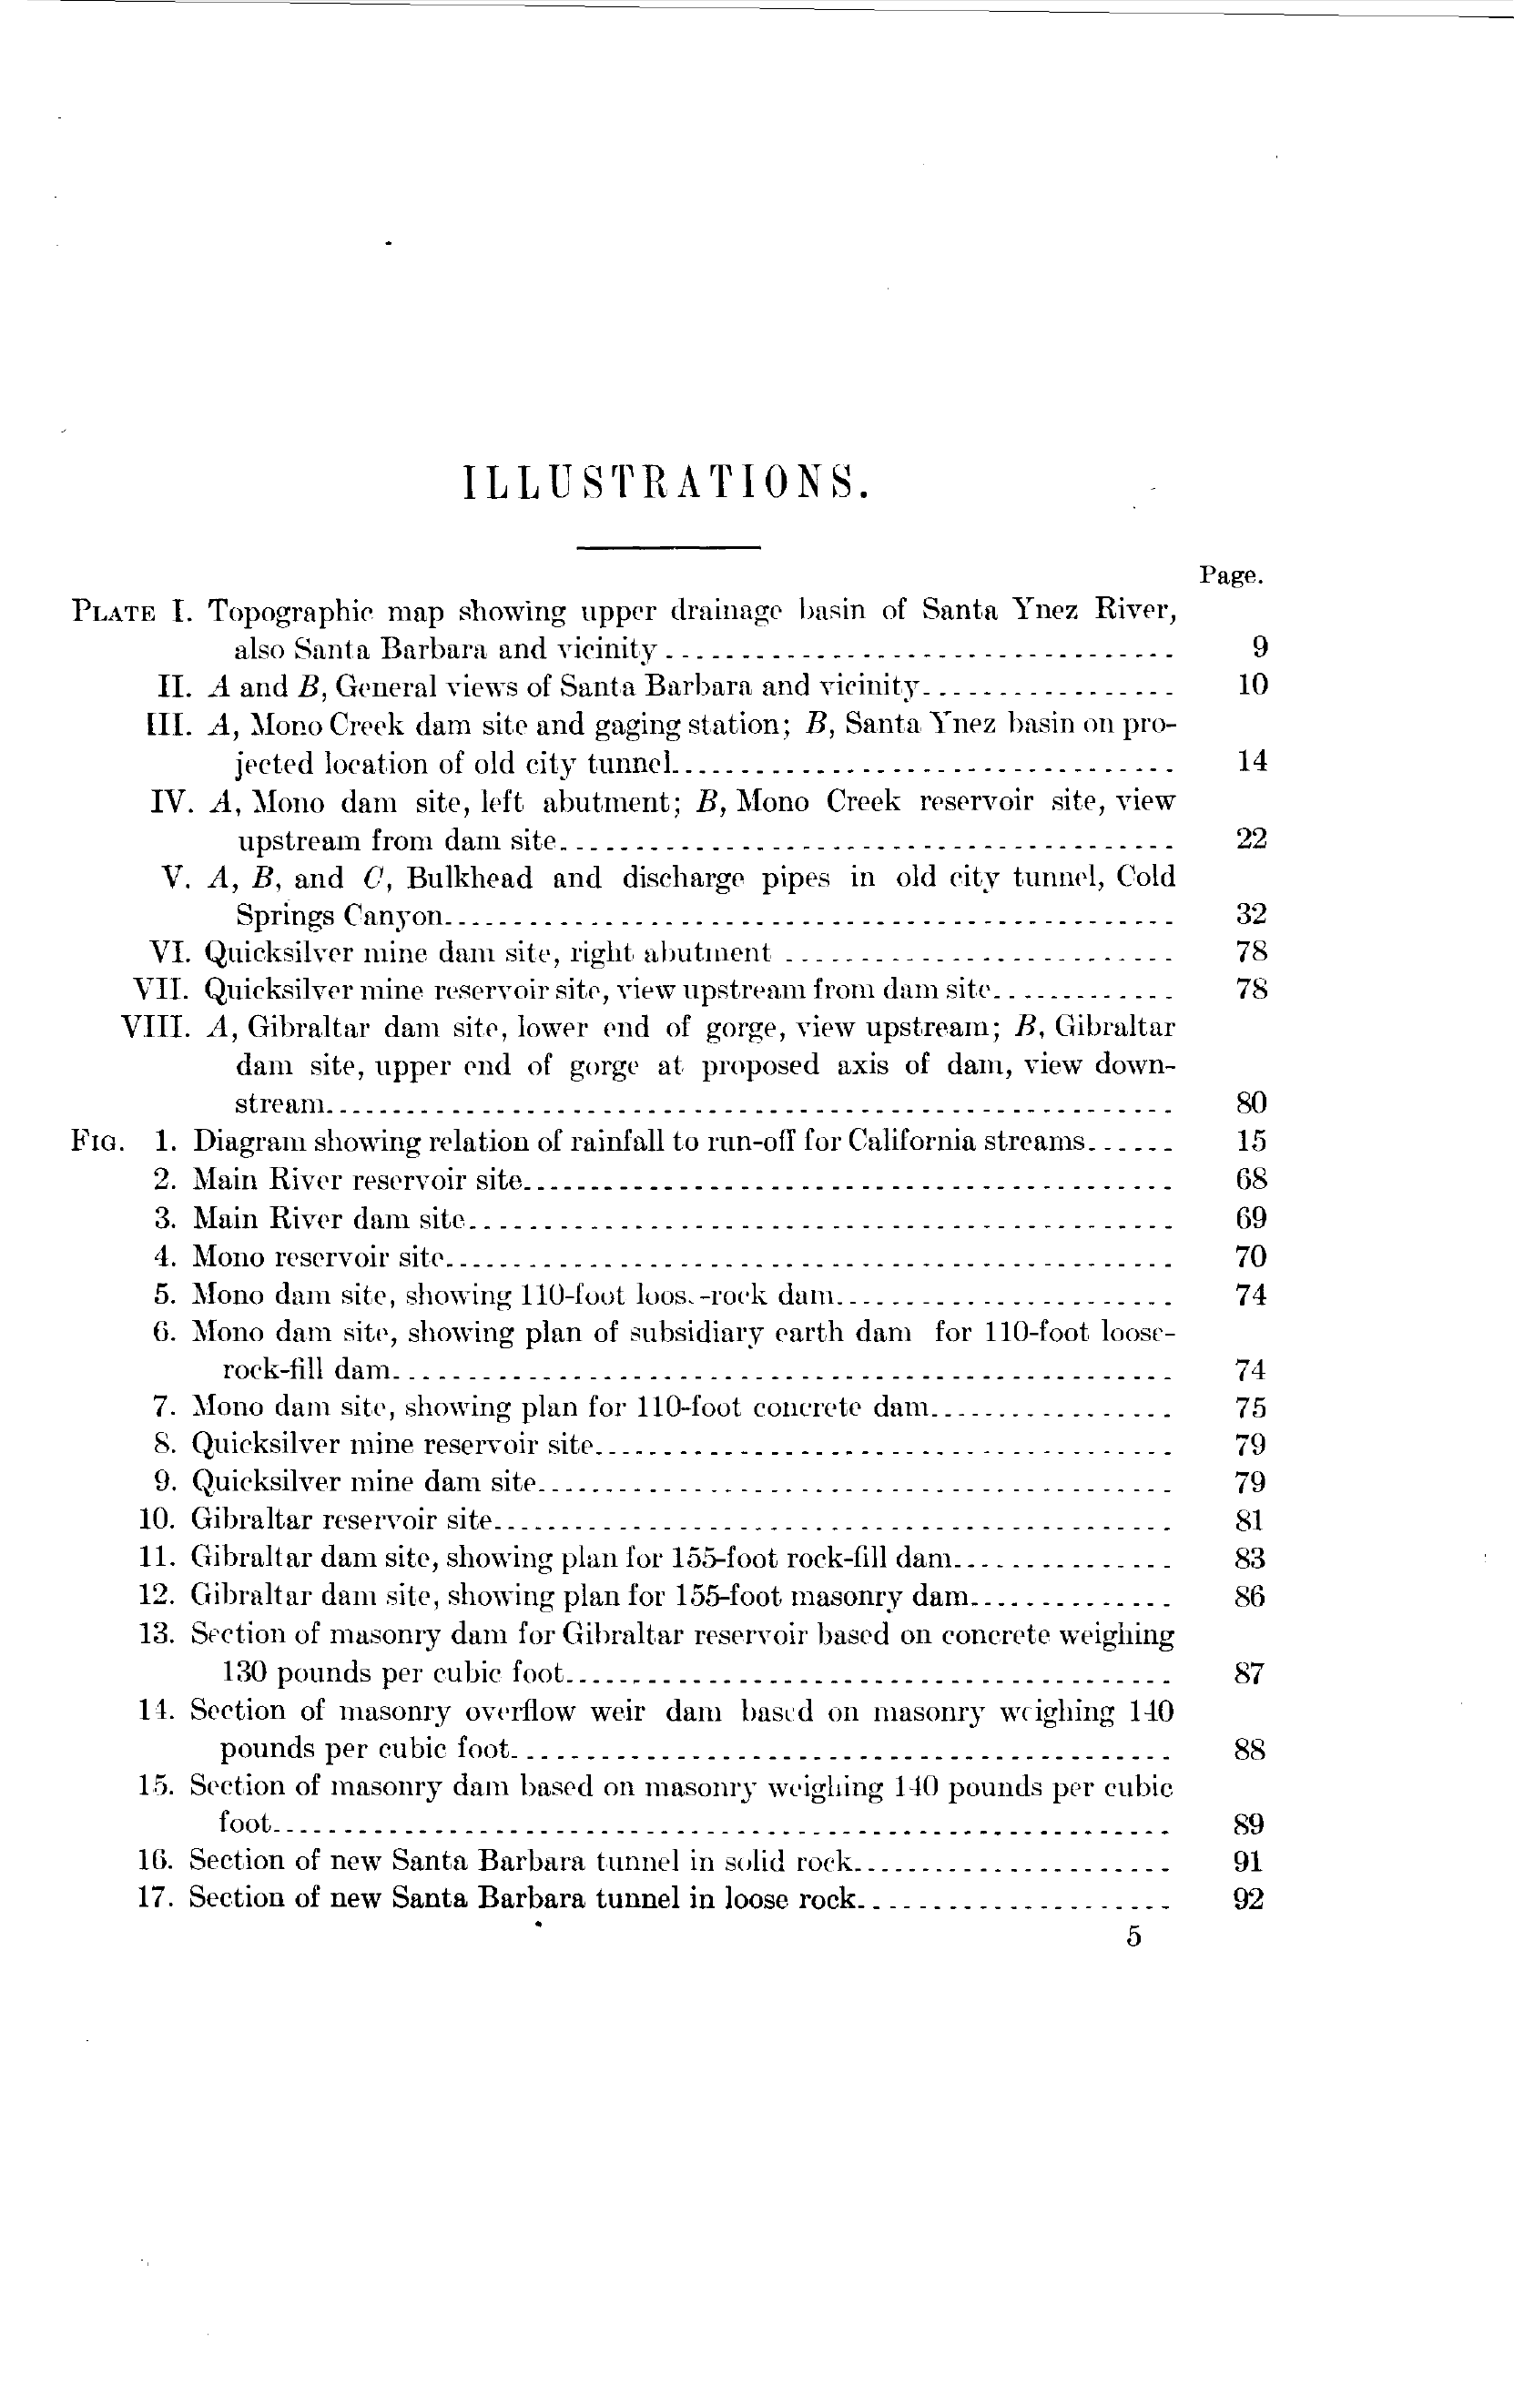 ILLUSTRATIONS.
Page.
PLATE I. Topographic map showing upper drainage basin of Santa Ynez River,
also Santa Barbara and vicinity 9
II. A and B, General views of Santa Barbara and vicinity 10
III. A, Mono Creek dam site and gaging station; B, Santa Ynez basin on pro-
jected location of old city tunnel 14
IV. A, Mono dam site, left abutment; B, Mono Creek reservoir site, view
upstream from dam site 22
V. A, B, and C, Bulkhead and discharge pipes in old city tunnel, Cold
Springs Canyon 32
VI. Quicksilver mine dam site, right abutment 78
VII. Quicksilver mine reservoir site, view upstream from dam site 78
VIII. A, Gibraltar dam site, lower end of gorge, view upstream; B, Gibraltar
dam site, upper end of gorge at proposed axis of dam, view down-
stream 80
FIG. 1. Diagram showing relation of rainfall to run-off for California streams 15
2. Main River reservoir site 68
3. Main River dam site 69
4. Mono reservoir site 70
5. Mono dam site, showing 110-foot loose-rock dam 74
6. Mono dam site, showing plan of subsidiary earth dam for 110-foot loose-
rock-fill dam 74
7. Mono dam site, showing plan for 110-foot concrete dam 75
8. Quicksilver mine reservoir site 79
9. Quicksilver mine dam site 79
10. Gibraltar reservoir site 81
11. Gibraltar dam site, showing plan for 155-foot rock-fill dam 83
12. Gibraltar dam site, showing plan for 155-foot masonry dam 86
13. Section of masonry dam for Gibraltar reservoir based on concrete weighing
130 pounds per cubic foot 87
14. Section of masonry overflow weir dam based on masonry weighing 140
pounds per cubic foot 88
15. Section of masonry dam based on masonry weighing 140 pounds per cubic
foot 89
16. Section of new Santa Barbara tunnel in solid rock 91
17. Section of new Santa Barbara tunnel in loose rock 92
5